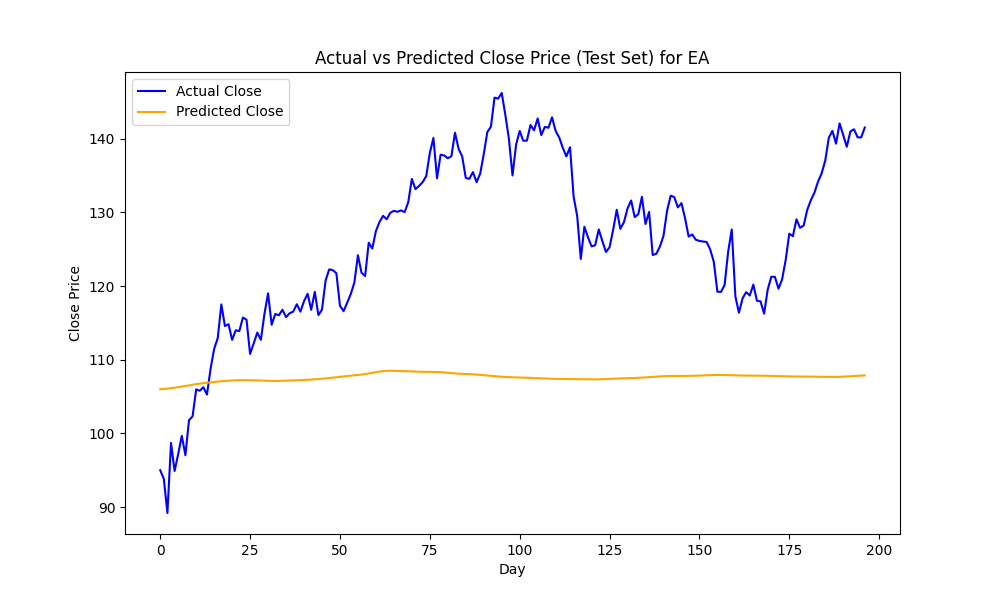 Actual vs Predicted Close Price (Test Set) for EA
Actual Close
Predicted Close
Close Price
140
130
120
110
100
90
0 25 50 75 100 125 150 175 200
Day